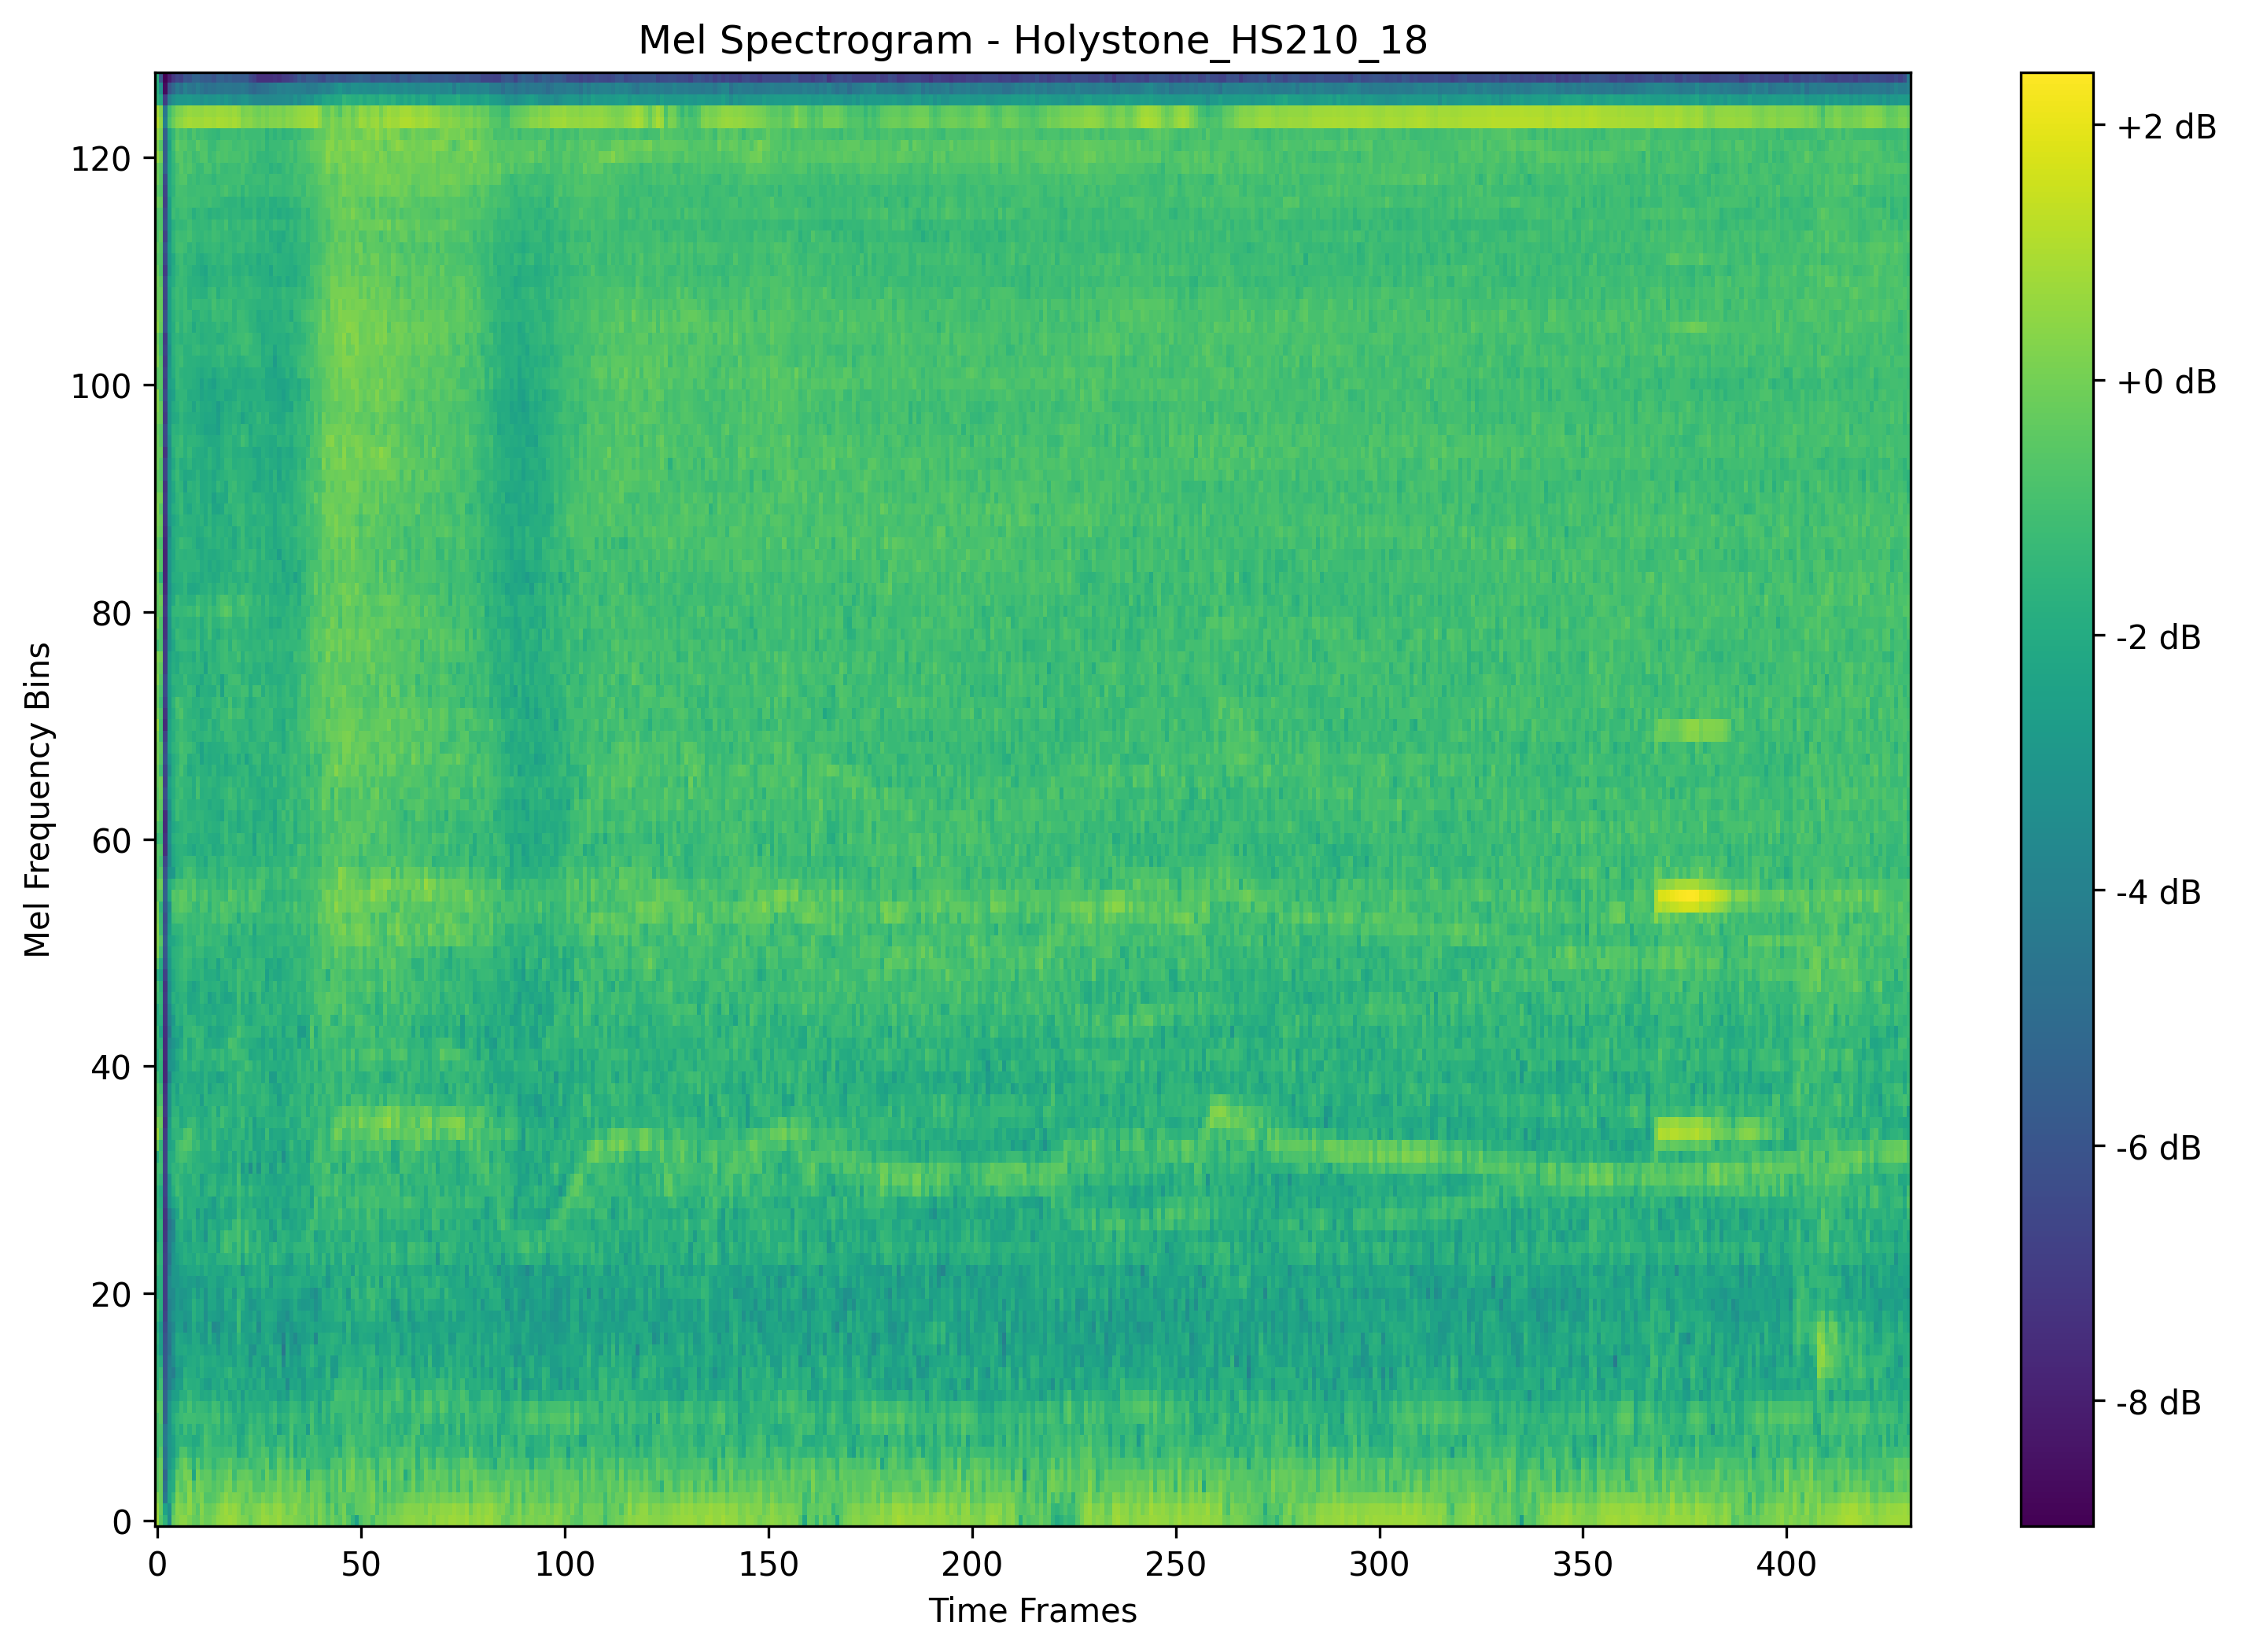 Mel Spectrogram - Holystone_HS210_18
Mel Frequency Bins
120
100
80
60
40
20
0
0 50 100 150 200 250 300 350 400
Time Frames
+2 dB
+0 dB
-2 dB
-4 dB
-6 dB
-8 dB